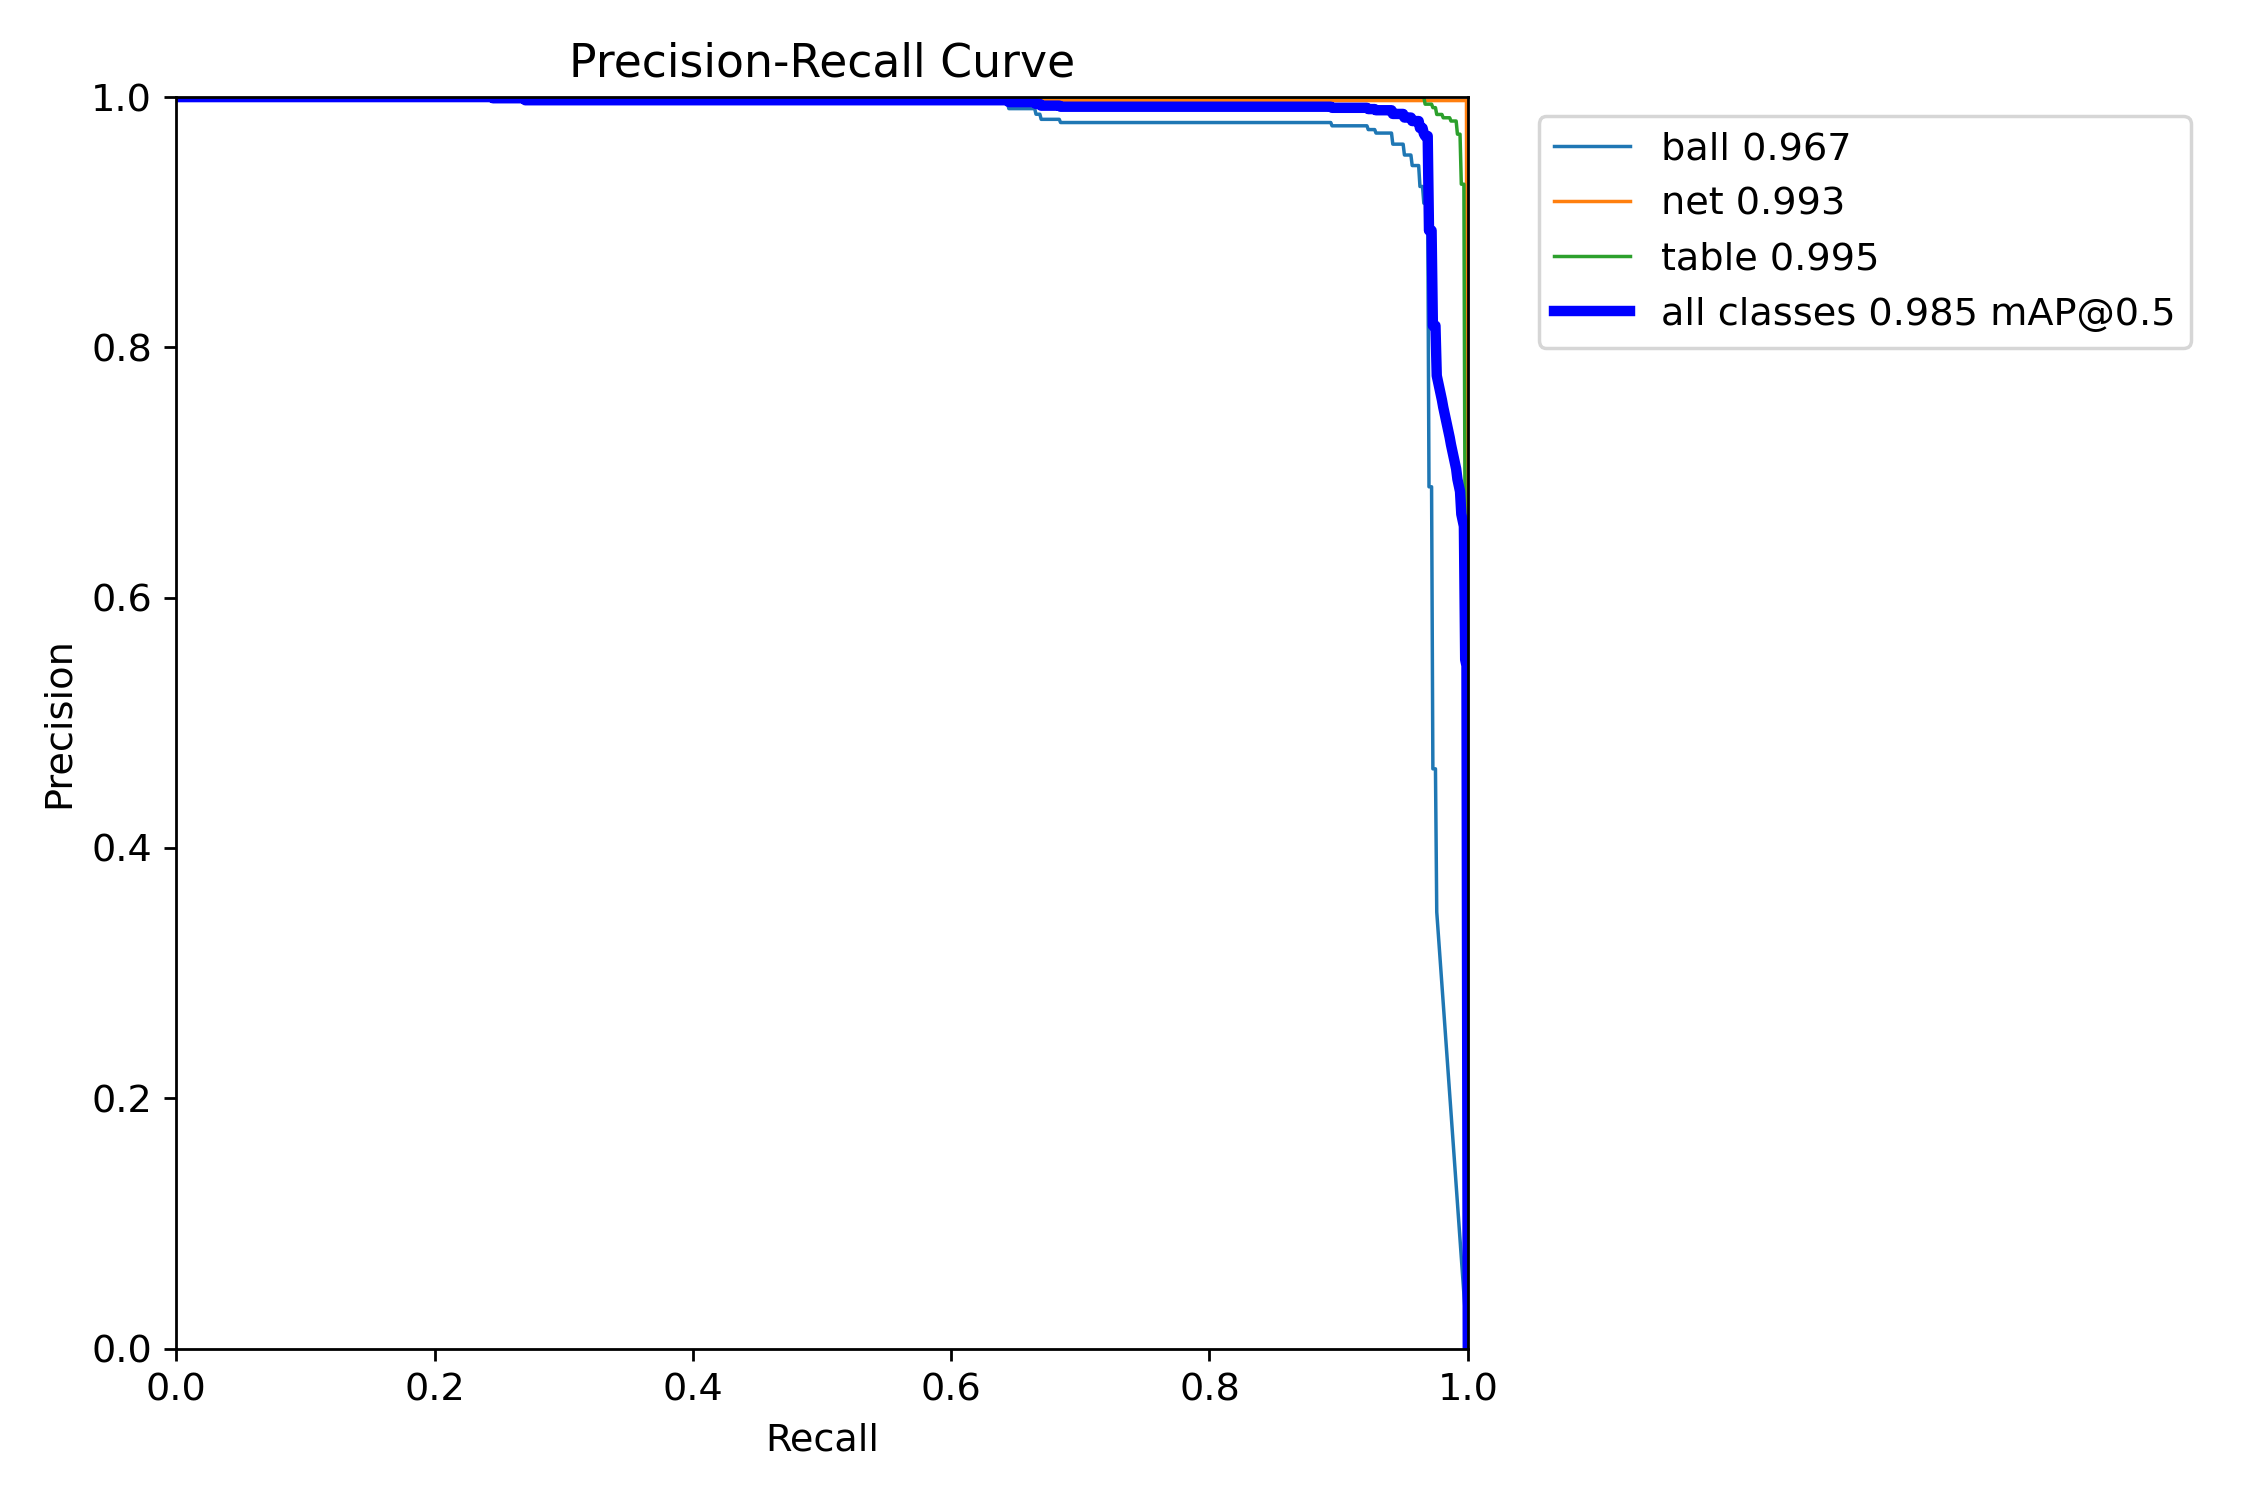 Precision-Recall Curve
1.0
0.8
0.6
0.4
0.2
0.0
Precision
0.0 0.2 0.4 0.6 0.8 1.0
Recall
ball 0.967
net 0.993
table 0.995
all classes 0.985 mAP@0.5